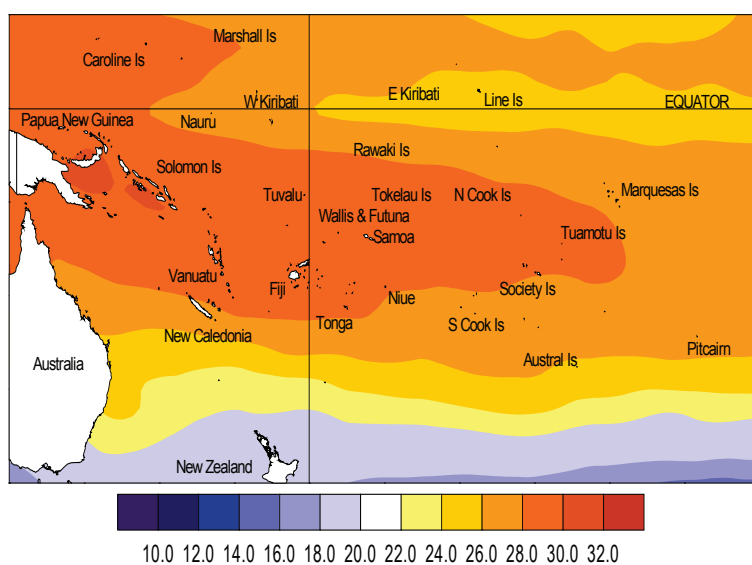 Marshall Is
Caroline Is
W Kiribati
E Kiribati
Line Is
EQUATOR
Papua New Guinea
Nauru
Rawaki Is
Solomon Is
Tuvalu
Tokelau Is
N Cook Is
Marquesas Is
Wallis & Futuna
Samoa
Tuamotu Is
Vanuatu
Fiji
Niue
Society Is
New Caledonia
Tonga
S Cook Is
Australia
Austral Is
Pitcairn
New Zealand
10.0 12.0 14.0 16.0 18.0 20.0 22.0 24.0 26.0 28.0 30.0 32.0